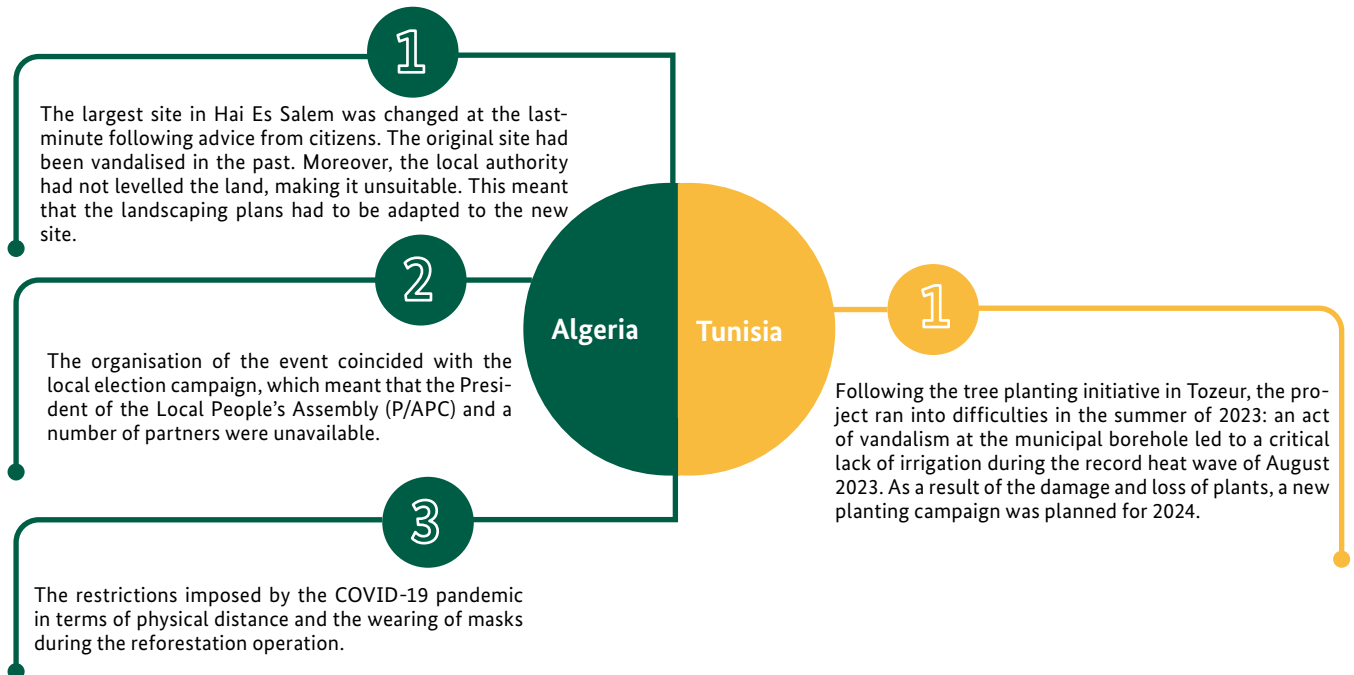 1
The largest site in Hai Es Salem was changed at the last-
minute following advice from citizens. The original site had
been vandalised in the past. Moreover, the local authority
had not levelled the land, making it unsuitable. This meant
that the landscaping plans had to be adapted to the new
site.
2
The organisation of the event coincided with the
local election campaign, which meant that the Presi-
dent of the Local People's Assembly (P/APC) and a
number of partners were unavailable.
3
The restrictions imposed by the COVID-19 pandemic
in terms of physical distance and the wearing of masks
during the reforestation operation.
Algeria
Tunisia
1
Following the tree planting initiative in Tozeur, the pro-
ject ran into difficulties in the summer of 2023: an act
of vandalism at the municipal borehole led to a critical
lack of irrigation during the record heat wave of August
2023. As a result of the damage and loss of plants, a new
planting campaign was planned for 2024.